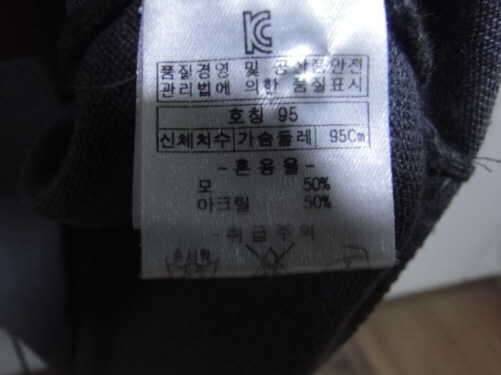 KC
품질경영 및 공산품안전
관리법에 의한 품질표시
호칭 95
신체치수 가슴둘레 95Cm
-혼용율-
모 50%
아크릴 50%
-취급주의